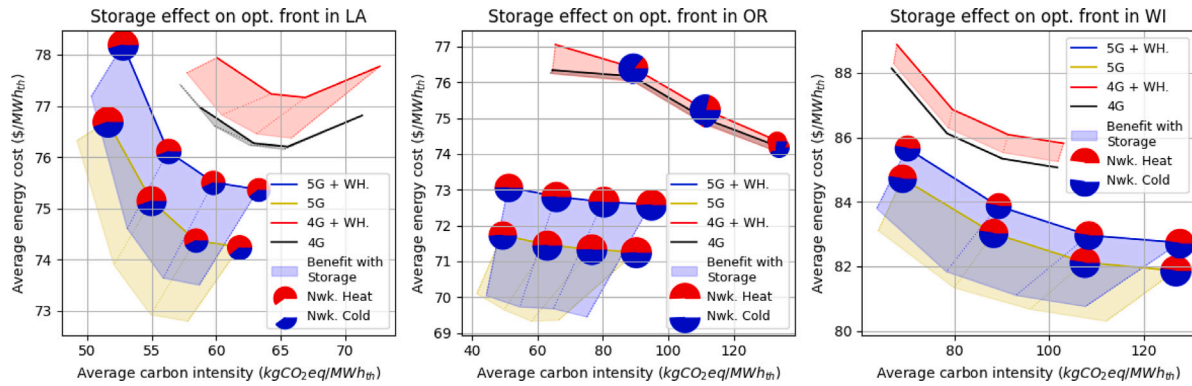 Storage effect on opt. front in LA
Average energy cost ($/MWh_th)
78
77
76
75
74
73
50
55
60
65
70
Average carbon intensity (kgCO2eq/MWh_th)
5G + WH.
5G
4G + WH.
4G
Benefit with
Storage
Nwk. Heat
Nwk. Cold
Storage effect on opt. front in OR
Average energy cost ($/MWh_th)
77
76
75
74
73
72
71
70
69
40
60
80
100
120
Average carbon intensity (kgCO2eq/MWh_th)
5G + WH.
5G
4G + WH.
4G
Benefit with
Storage
Nwk. Heat
Nwk. Cold
Storage effect on opt. front in WI
Average energy cost ($/MWh_th)
88
86
84
82
80
80
100
120
Average carbon intensity (kgCO2eq/MWh_th)
5G + WH.
5G
4G + WH.
4G
Benefit with
Storage
Nwk. Heat
Nwk. Cold